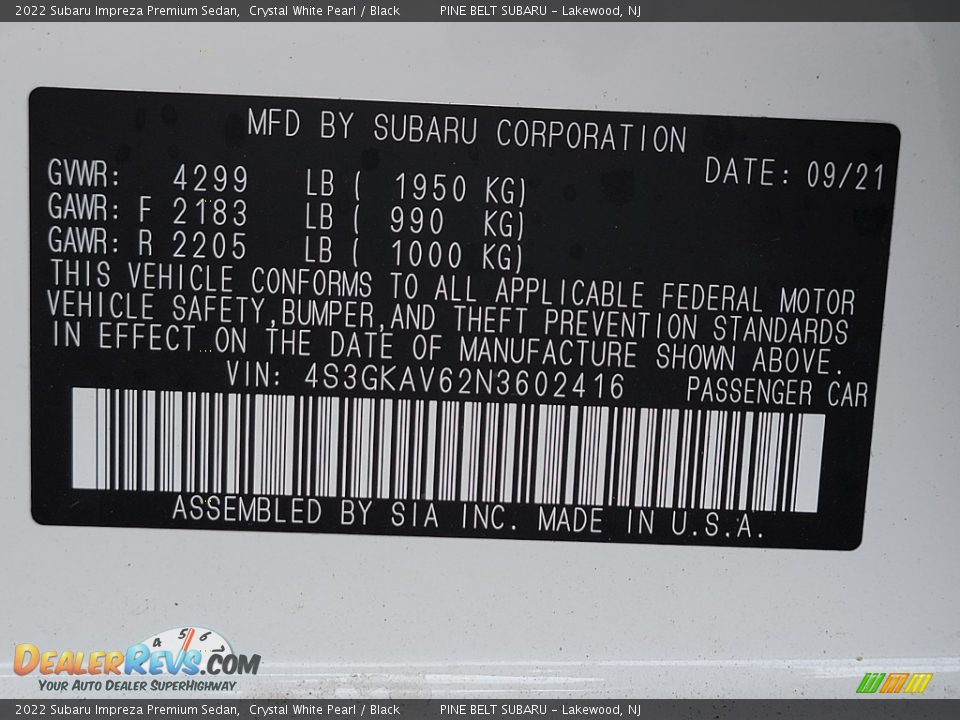 2022 Subaru Impreza Premium Sedan, Crystal White Pearl / Black PINE BELT SUBARU - Lakewood, NJ
MFD BY SUBARU CORPORATION
DATE: 09/21
GVWR: 4299 LB ( 1950 KG)
GAWR: F 2183 LB ( 990 KG)
GAWR: R 2205 LB ( 1000 KG)
THIS VEHICLE CONFORMS TO ALL APPLICABLE FEDERAL MOTOR
VEHICLE SAFETY,BUMPER,AND THEFT PREVENTION STANDARDS
IN EFFECT ON THE DATE OF MANUFACTURE SHOWN ABOVE.
VIN: 4S3GKAV62N3602416 PASSENGER CAR
ASSEMBLED BY SIA INC. MADE IN U.S.A.
4 5 6 7
DEALERREVS.COM
YOUR AUTO DEALER SUPERHIGHWAY
2022 Subaru Impreza Premium Sedan, Crystal White Pearl / Black PINE BELT SUBARU - Lakewood, NJ